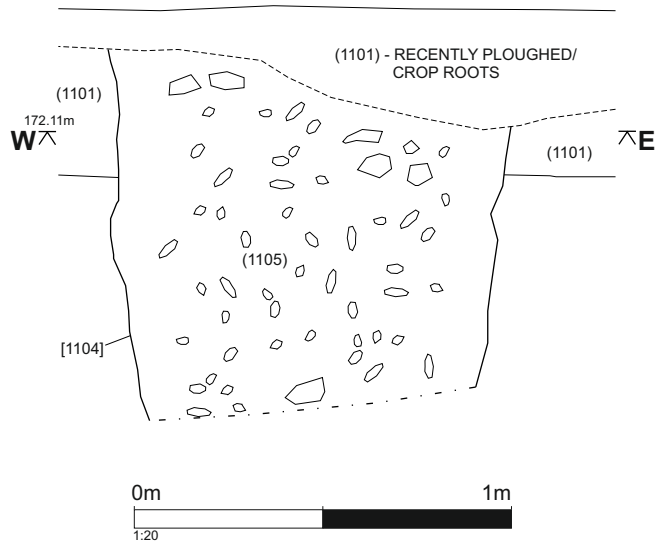 (1101) - RECENTLY PLOUGHED/
CROP ROOTS
(1101)
172.11m
W
E
(1101)
(1105)
[1104]
0m
1m
1:20